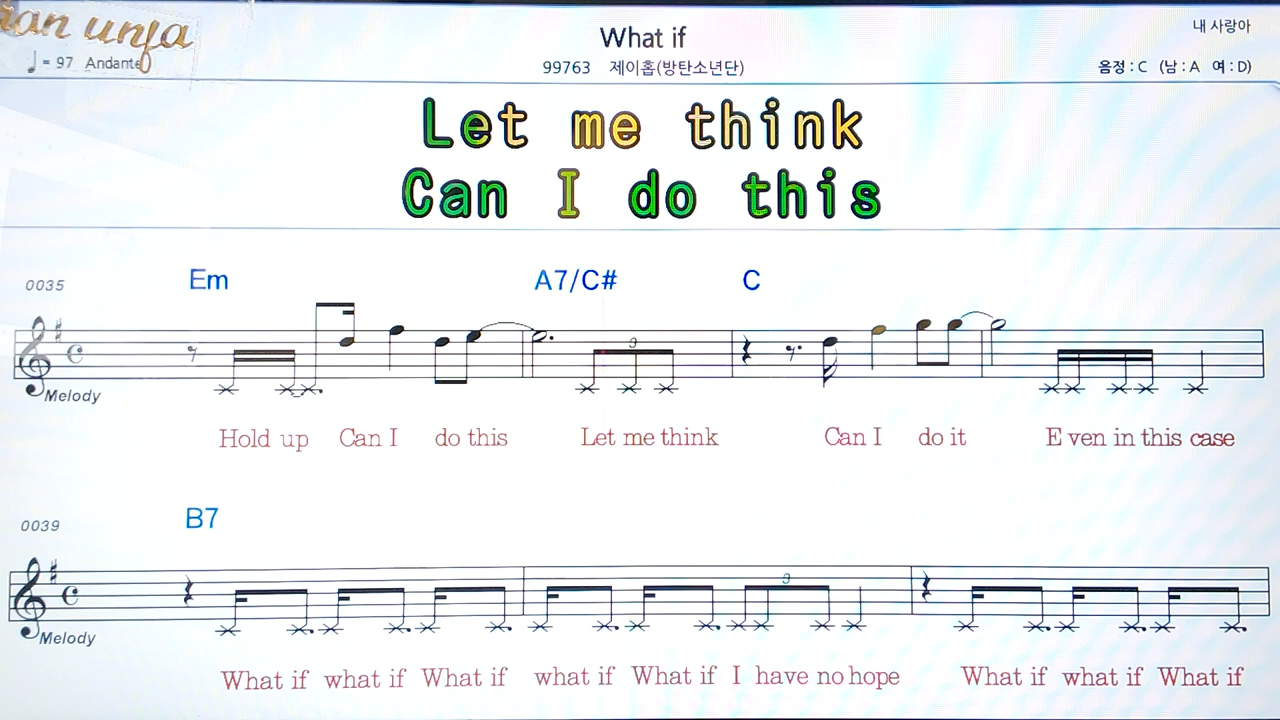 What if
내 사랑아
♩ = 97 Andante
99763 제이홉(방탄소년단)
음정 : C (남 : A 여 : D)
Let me think
Can I do this
0035 Em A7/C# C
3
Melody
Hold up Can I do this Let me think Can I do it E ven in this case
0039 B7
3
Melody
What if what if What if what if What if I have no hope What if what if What if